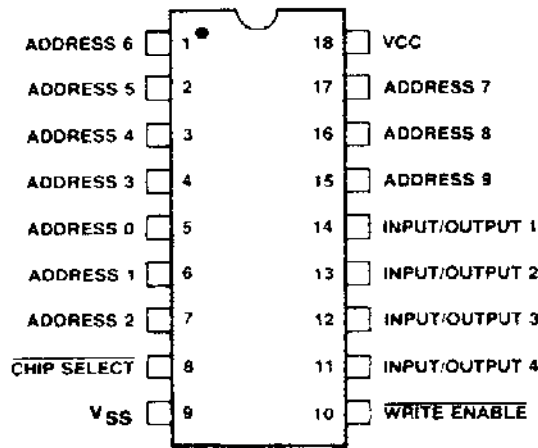 ADDRESS 6 1 18 VCC
ADDRESS 5 2 17 ADDRESS 7
ADDRESS 4 3 16 ADDRESS 8
ADDRESS 3 4 15 ADDRESS 9
ADDRESS 0 5 14 INPUT/OUTPUT 1
ADDRESS 1 6 13 INPUT/OUTPUT 2
ADDRESS 2 7 12 INPUT/OUTPUT 3
CHIP SELECT 8 11 INPUT/OUTPUT 4
VSS 9 10 WRITE ENABLE